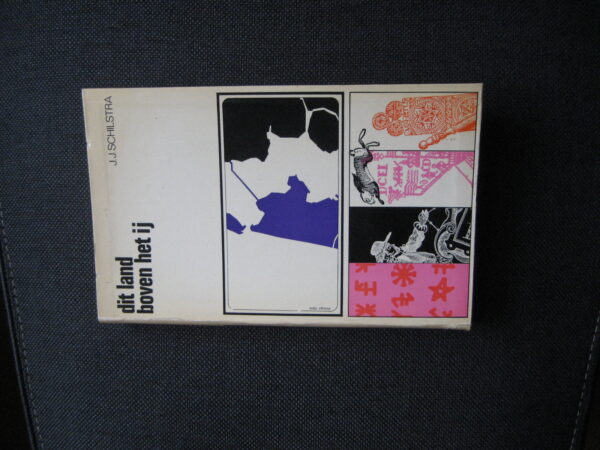 J.J. SCHILSTRA
dit land
boven het ij